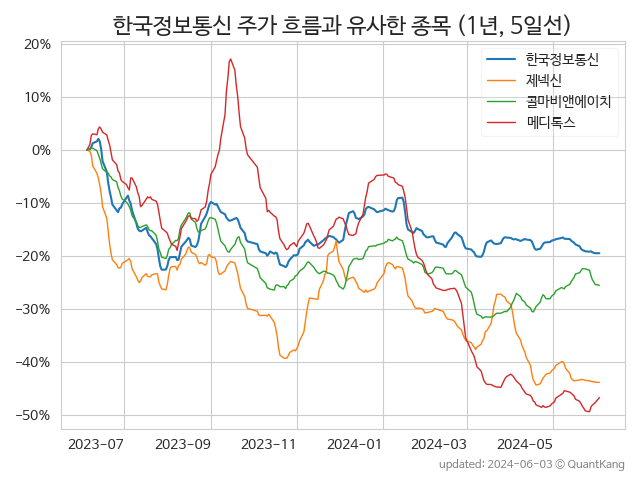 한국정보통신 주가 흐름과 유사한 종목 (1년, 5일선)
한국정보통신
제넥신
콜마비앤에이치
메디톡스
20%
10%
0%
−10%
−20%
−30%
−40%
−50%
2023−07 2023−09 2023−11 2024−01 2024−03 2024−05
updated: 2024-06-03 © QuantKang